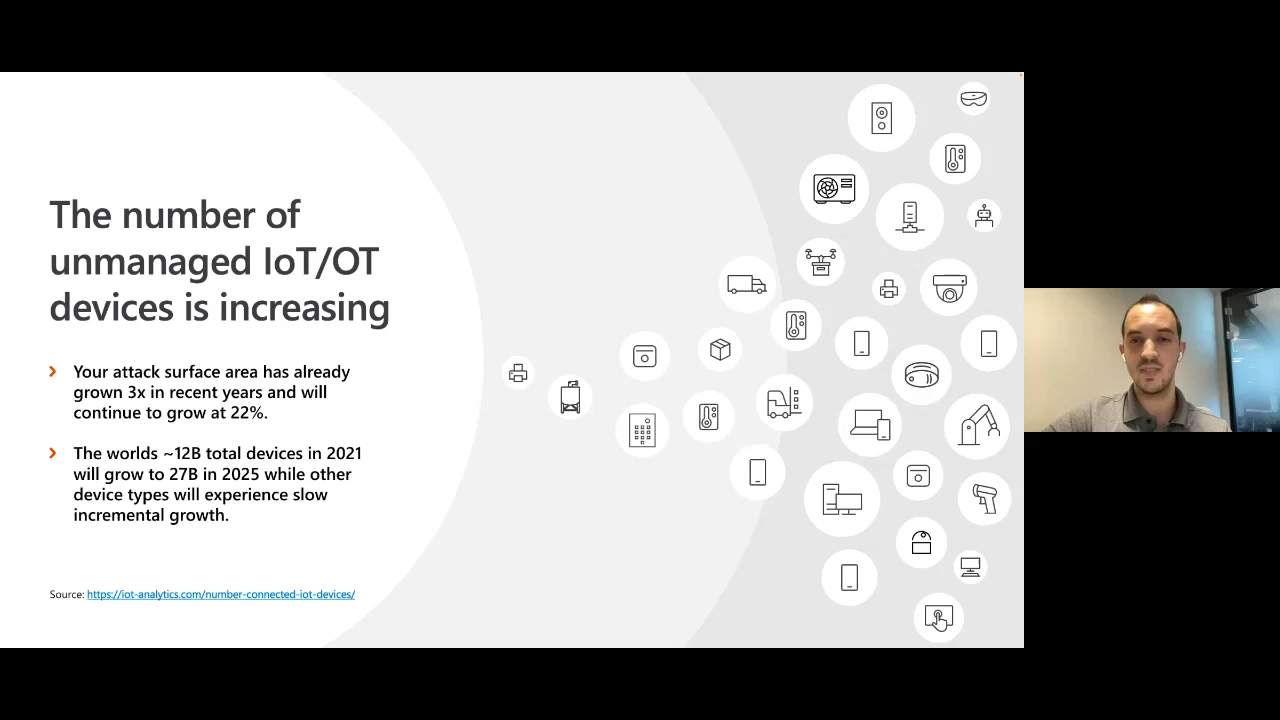 The number of
unmanaged IoT/OT
devices is increasing
Your attack surface area has already
grown 3x in recent years and will
continue to grow at 22%.
The worlds ~12B total devices in 2021
will grow to 27B in 2025 while other
device types will experience slow
incremental growth.
Source: https://iot-analytics.com/number-connected-iot-devices/